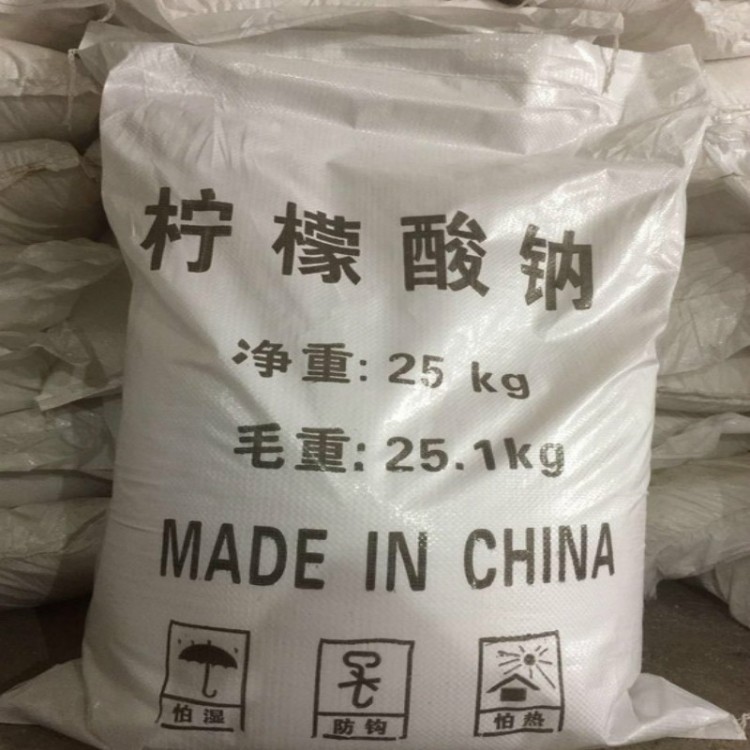 柠檬酸钠
净重: 25 kg
毛重: 25.1kg
MADE IN CHINA
怕湿 防钩 怕热